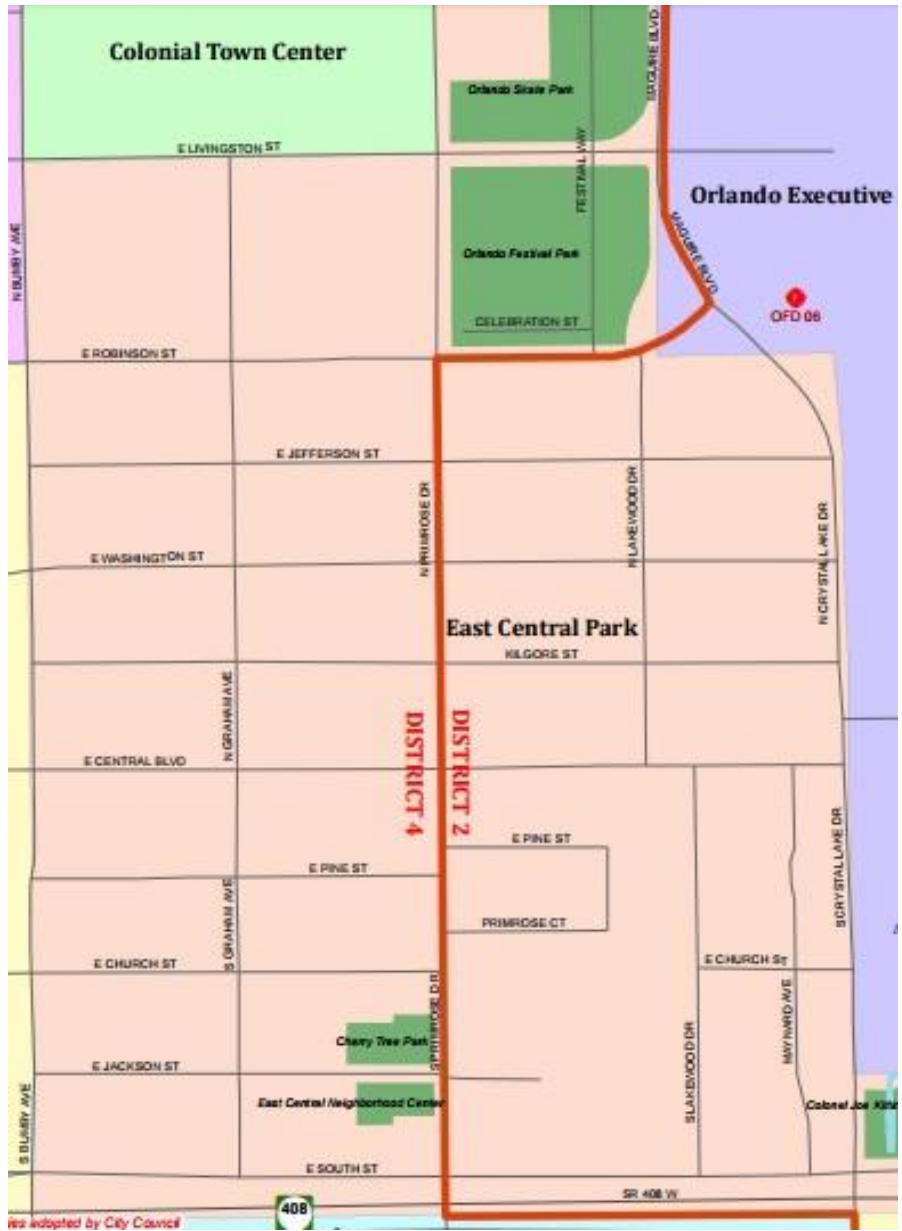 Colonial Town Center
Orlando Skate Park
MAGUIRE BLVD
E LIVINGSTON ST
FESTIVAL WAY
Orlando Executive
N BUMBY AVE
MAGUIRE BLVD
Orlando Festival Park
OFD 06
CELEBRATION ST
E ROBINSON ST
E JEFFERSON ST
N PRIMROSE DR
N LAKEWOOD DR
N CRYSTAL LAKE DR
E WASHINGTON ST
East Central Park
KILGORE ST
N GRAHAM AVE
DISTRICT 4
DISTRICT 2
E CENTRAL BLVD
E PINE ST
E PINE ST
S CRYSTAL LAKE DR
S GRAHAM AVE
PRIMROSE CT
E CHURCH ST
E CHURCH ST
S PRIMROSE DR
MAYNARD AVE
Cherry Tree Park
S LAKEWOOD DR
E JACKSON ST
East Central Neighborhood Center
Colonel Joe
S BUMBY AVE
E SOUTH ST
SR 408 W
408
adopted by City Council